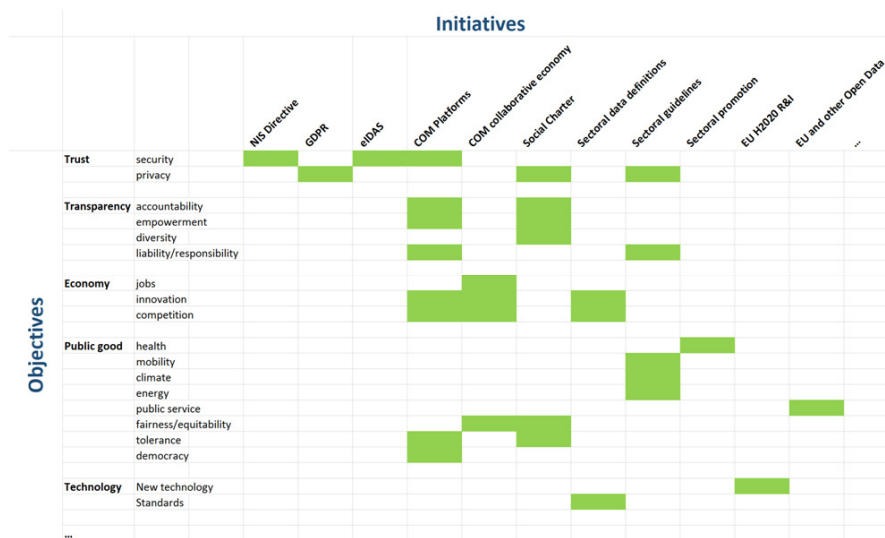 Initiatives
NIS Directive
GDPR
eIDAS
COM Platforms
COM collaborative economy
Social Charter
Sectoral data definitions
Sectoral guidelines
Sectoral promotion
EU H2020 R&I
EU and other Open Data
...
Objectives
Trust security
privacy
Transparency accountability
empowerment
diversity
liability/responsibility
Economy jobs
innovation
competition
Public good health
mobility
climate
energy
public service
fairness/equitability
tolerance
democracy
Technology New technology
Standards
...